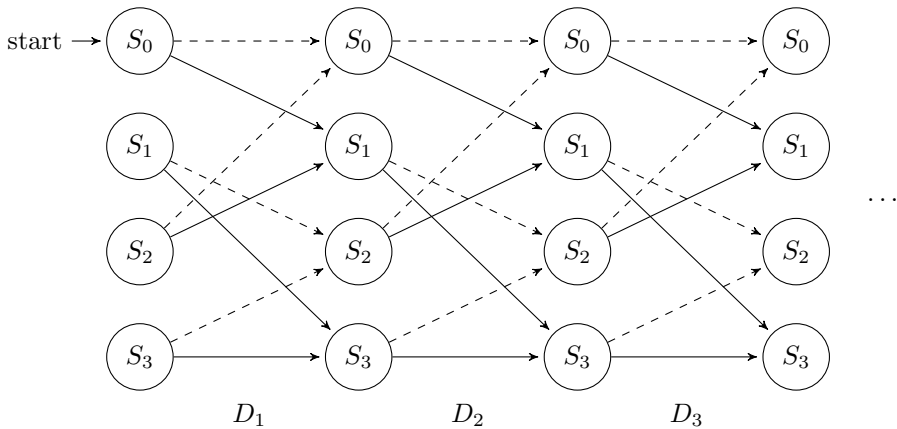 start S₀ S₀ S₀ S₀
S₁ S₁ S₁ S₁
...
S₂ S₂ S₂ S₂
S₃ S₃ S₃ S₃
D₁ D₂ D₃